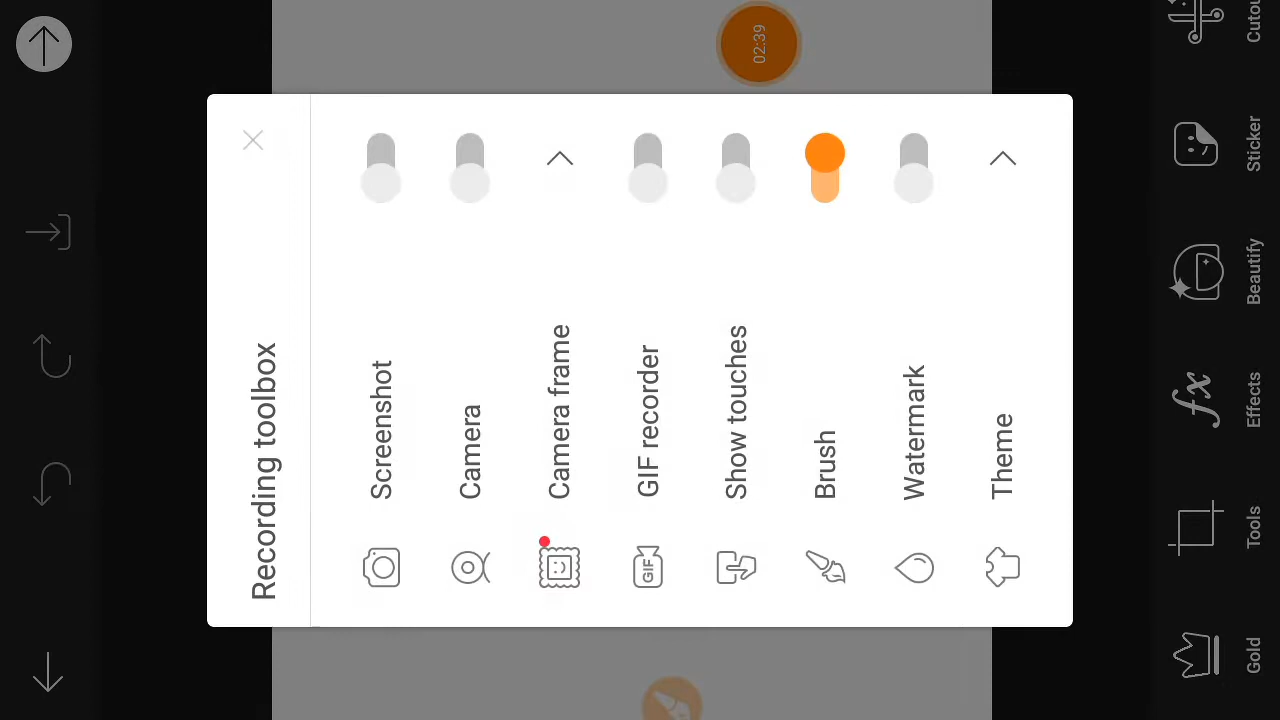 02:39
Recording toolbox
Screenshot
Camera
Camera frame
GIF recorder
GIF
Show touches
Brush
Watermark
Theme
Gold
Tools
fx
Effects
Beautify
Sticker
Cutou